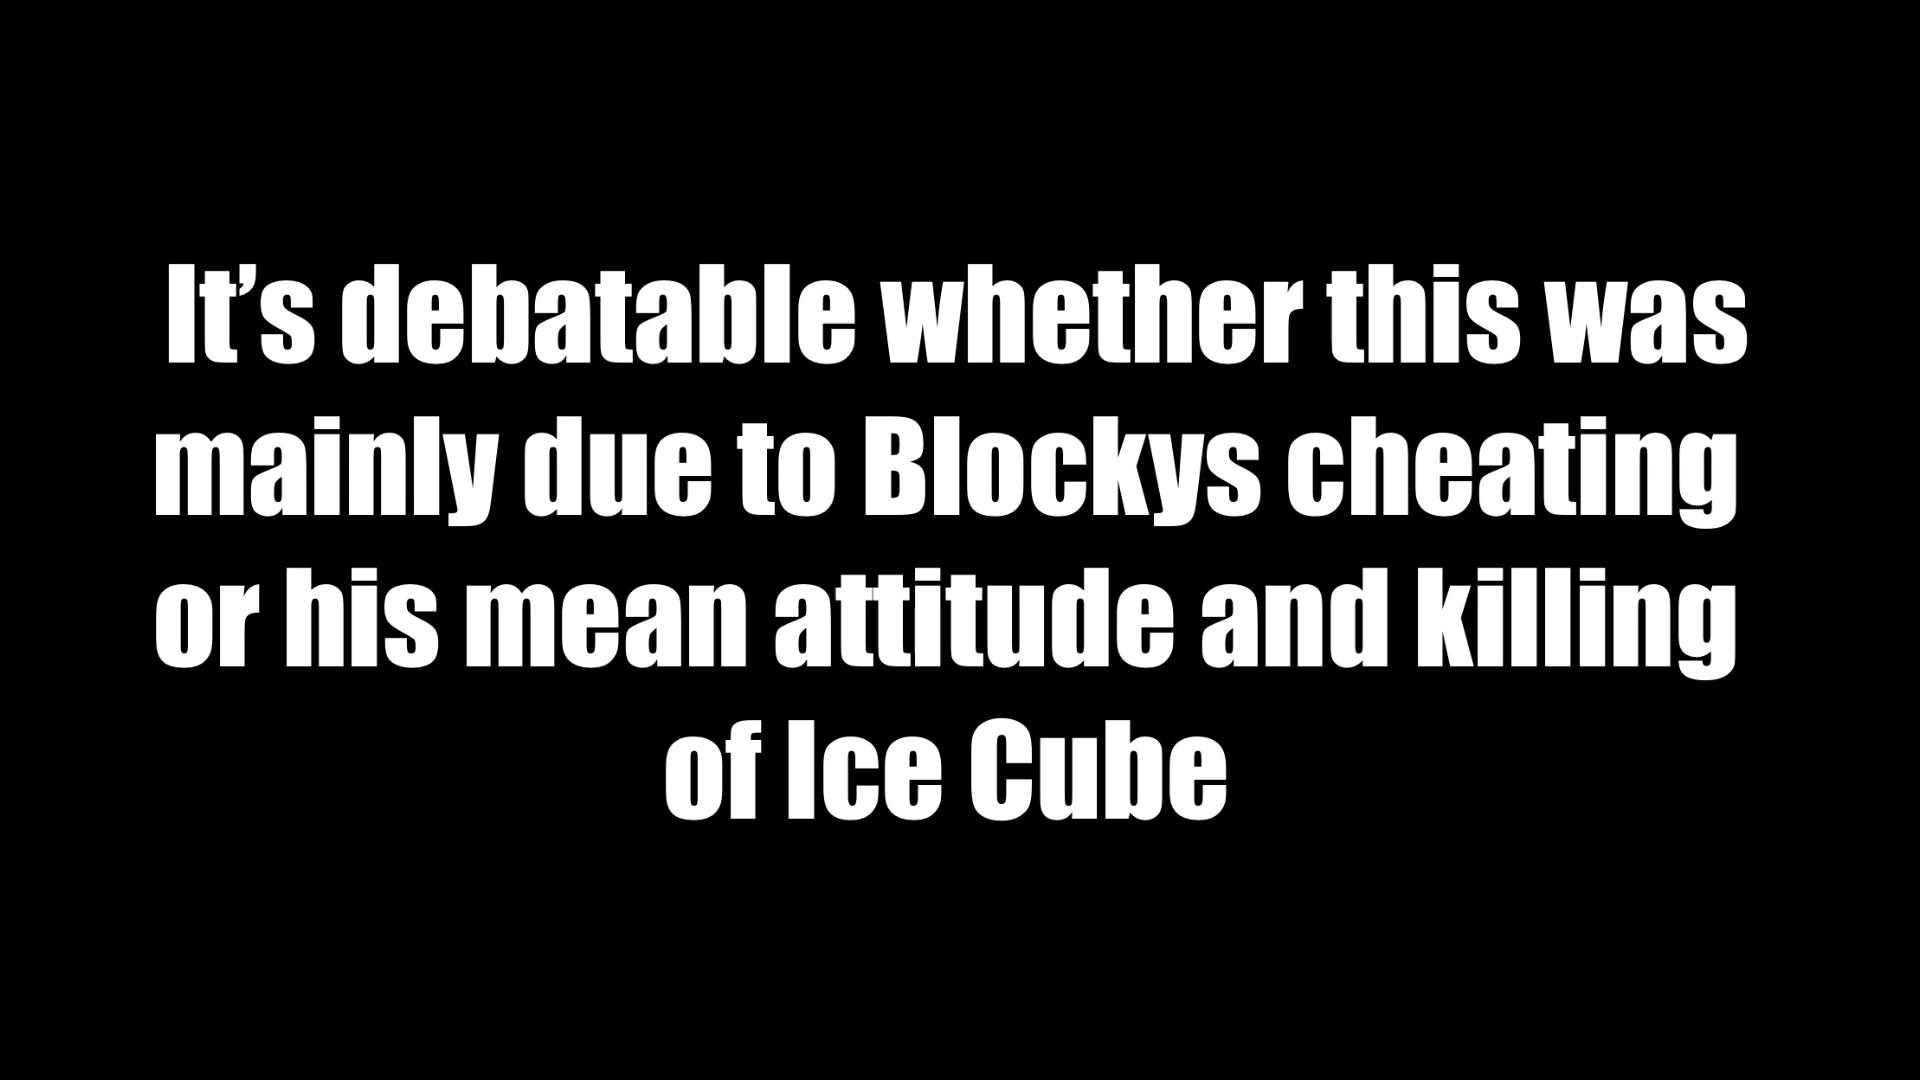 It’s debatable whether this was
mainly due to Blockys cheating
or his mean attitude and killing
of Ice Cube